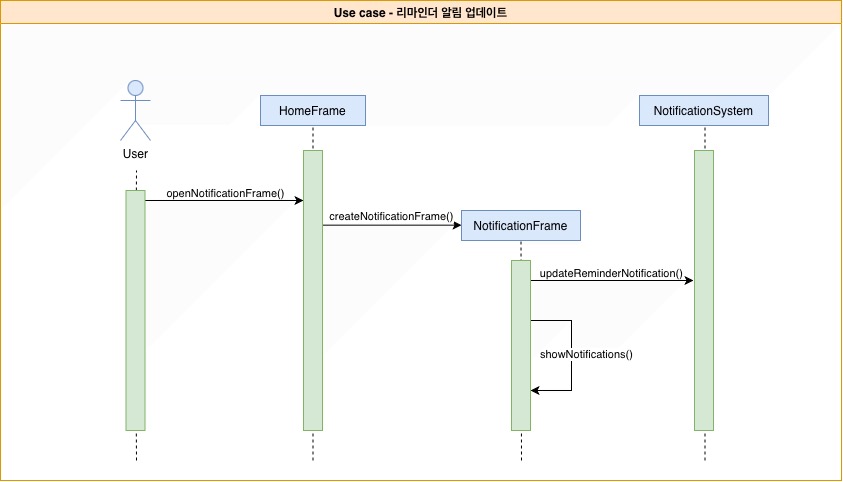 Use case - 리마인더 알림 업데이트
HomeFrame
NotificationSystem
User
openNotificationFrame()
createNotificationFrame()
NotificationFrame
updateReminderNotification()
showNotifications()